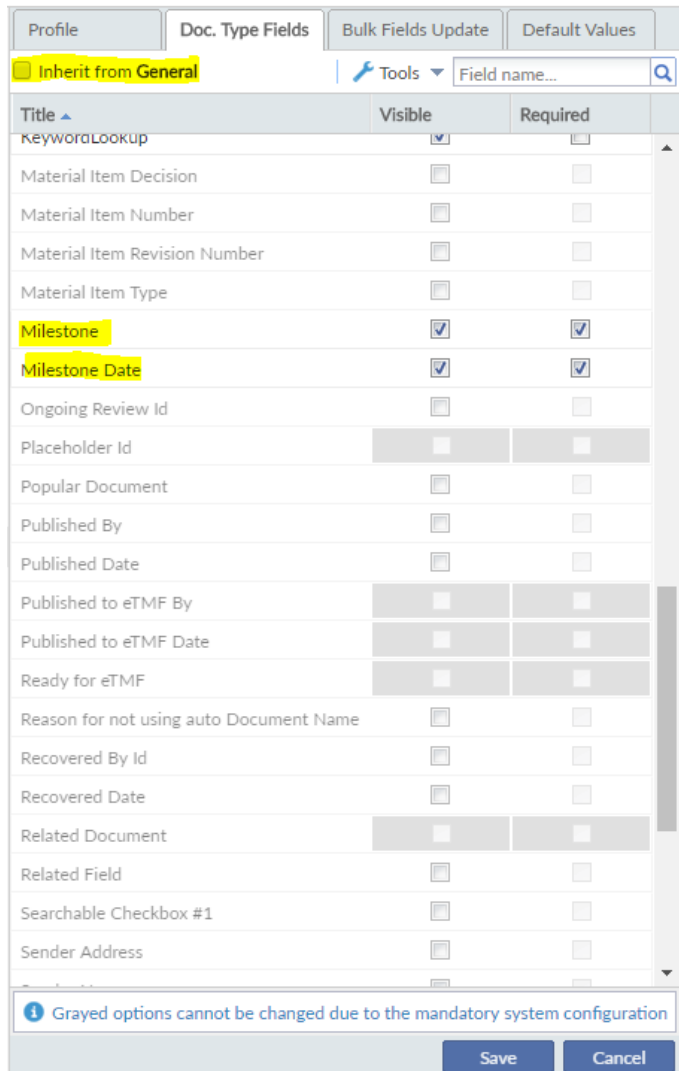 Profile Doc. Type Fields Bulk Fields Update Default Values
Inherit from General Tools Field name...
Title Visible Required
KeywordLookup
Material Item Decision
Material Item Number
Material Item Revision Number
Material Item Type
Milestone
Milestone Date
Ongoing Review Id
Placeholder Id
Popular Document
Published By
Published Date
Published to eTMF By
Published to eTMF Date
Ready for eTMF
Reason for not using auto Document Name
Recovered By Id
Recovered Date
Related Document
Related Field
Searchable Checkbox #1
Sender Address
Grayed options cannot be changed due to the mandatory system configuration
Save Cancel